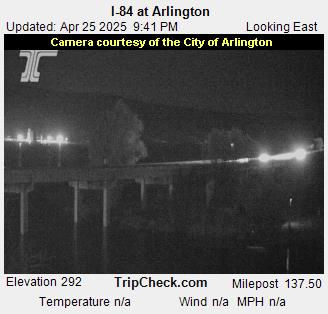 I-84 at Arlington
Updated: Apr 25 2025 9:41 PM Looking East
Camera courtesy of the City of Arlington
Elevation 292 TripCheck.com Milepost 137.50
Temperature n/a Wind n/a MPH n/a